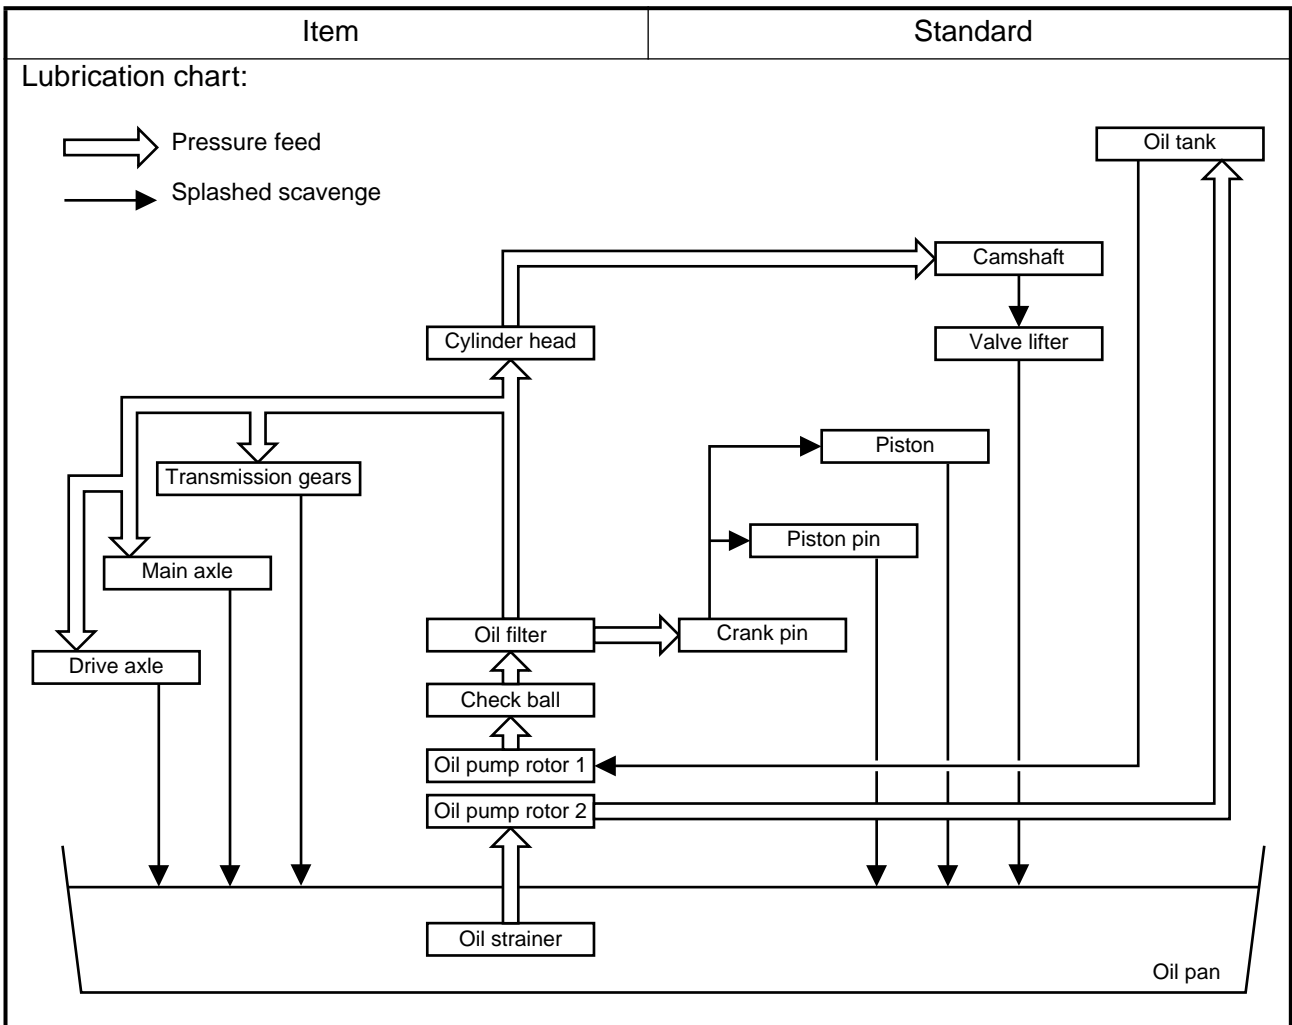 Item
Standard
Lubrication chart:
Pressure feed
Oil tank
Splashed scavenge
Camshaft
Cylinder head
Valve lifter
Piston
Transmission gears
Piston pin
Main axle
Oil filter
Crank pin
Drive axle
Check ball
Oil pump rotor 1
Oil pump rotor 2
Oil strainer
Oil pan